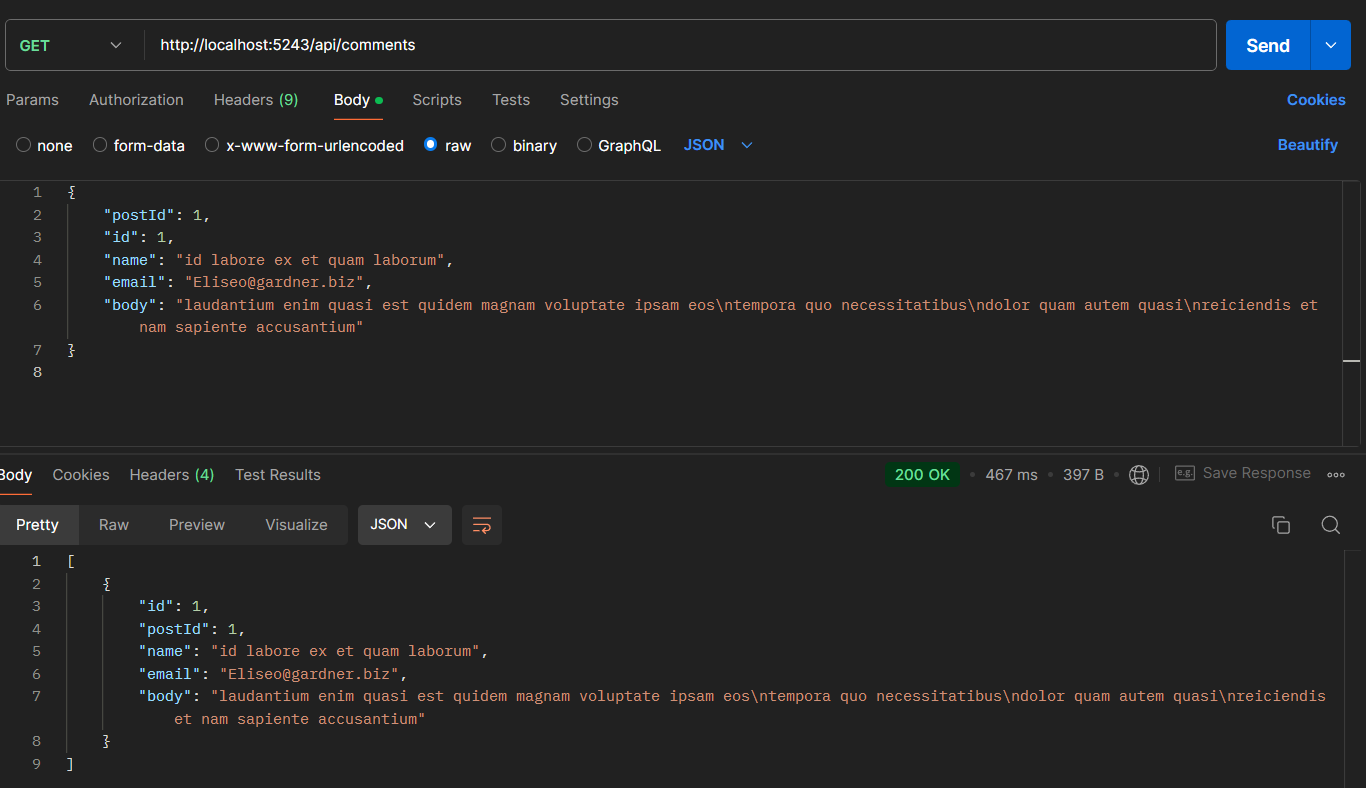 GET http://localhost:5243/api/comments Send
Params Authorization Headers (9) Body Scripts Tests Settings Cookies
none form-data x-www-form-urlencoded raw binary GraphQL JSON Beautify
1 {
2 "postId": 1,
3 "id": 1,
4 "name": "id labore ex et quam laborum",
5 "email": "Eliseo@gardner.biz",
6 "body": "laudantium enim quasi est quidem magnam voluptate ipsam eos\ntempora quo necessitatibus\ndolor quam autem quasi\nreiciendis et
nam sapiente accusantium"
7 }
8
Body Cookies Headers (4) Test Results 200 OK 467 ms 397 B e.g. Save Response
Pretty Raw Preview Visualize JSON
1 [
2 {
3 "id": 1,
4 "postId": 1,
5 "name": "id labore ex et quam laborum",
6 "email": "Eliseo@gardner.biz",
7 "body": "laudantium enim quasi est quidem magnam voluptate ipsam eos\ntempora quo necessitatibus\ndolor quam autem quasi\nreiciendis
et nam sapiente accusantium"
8 }
9 ]